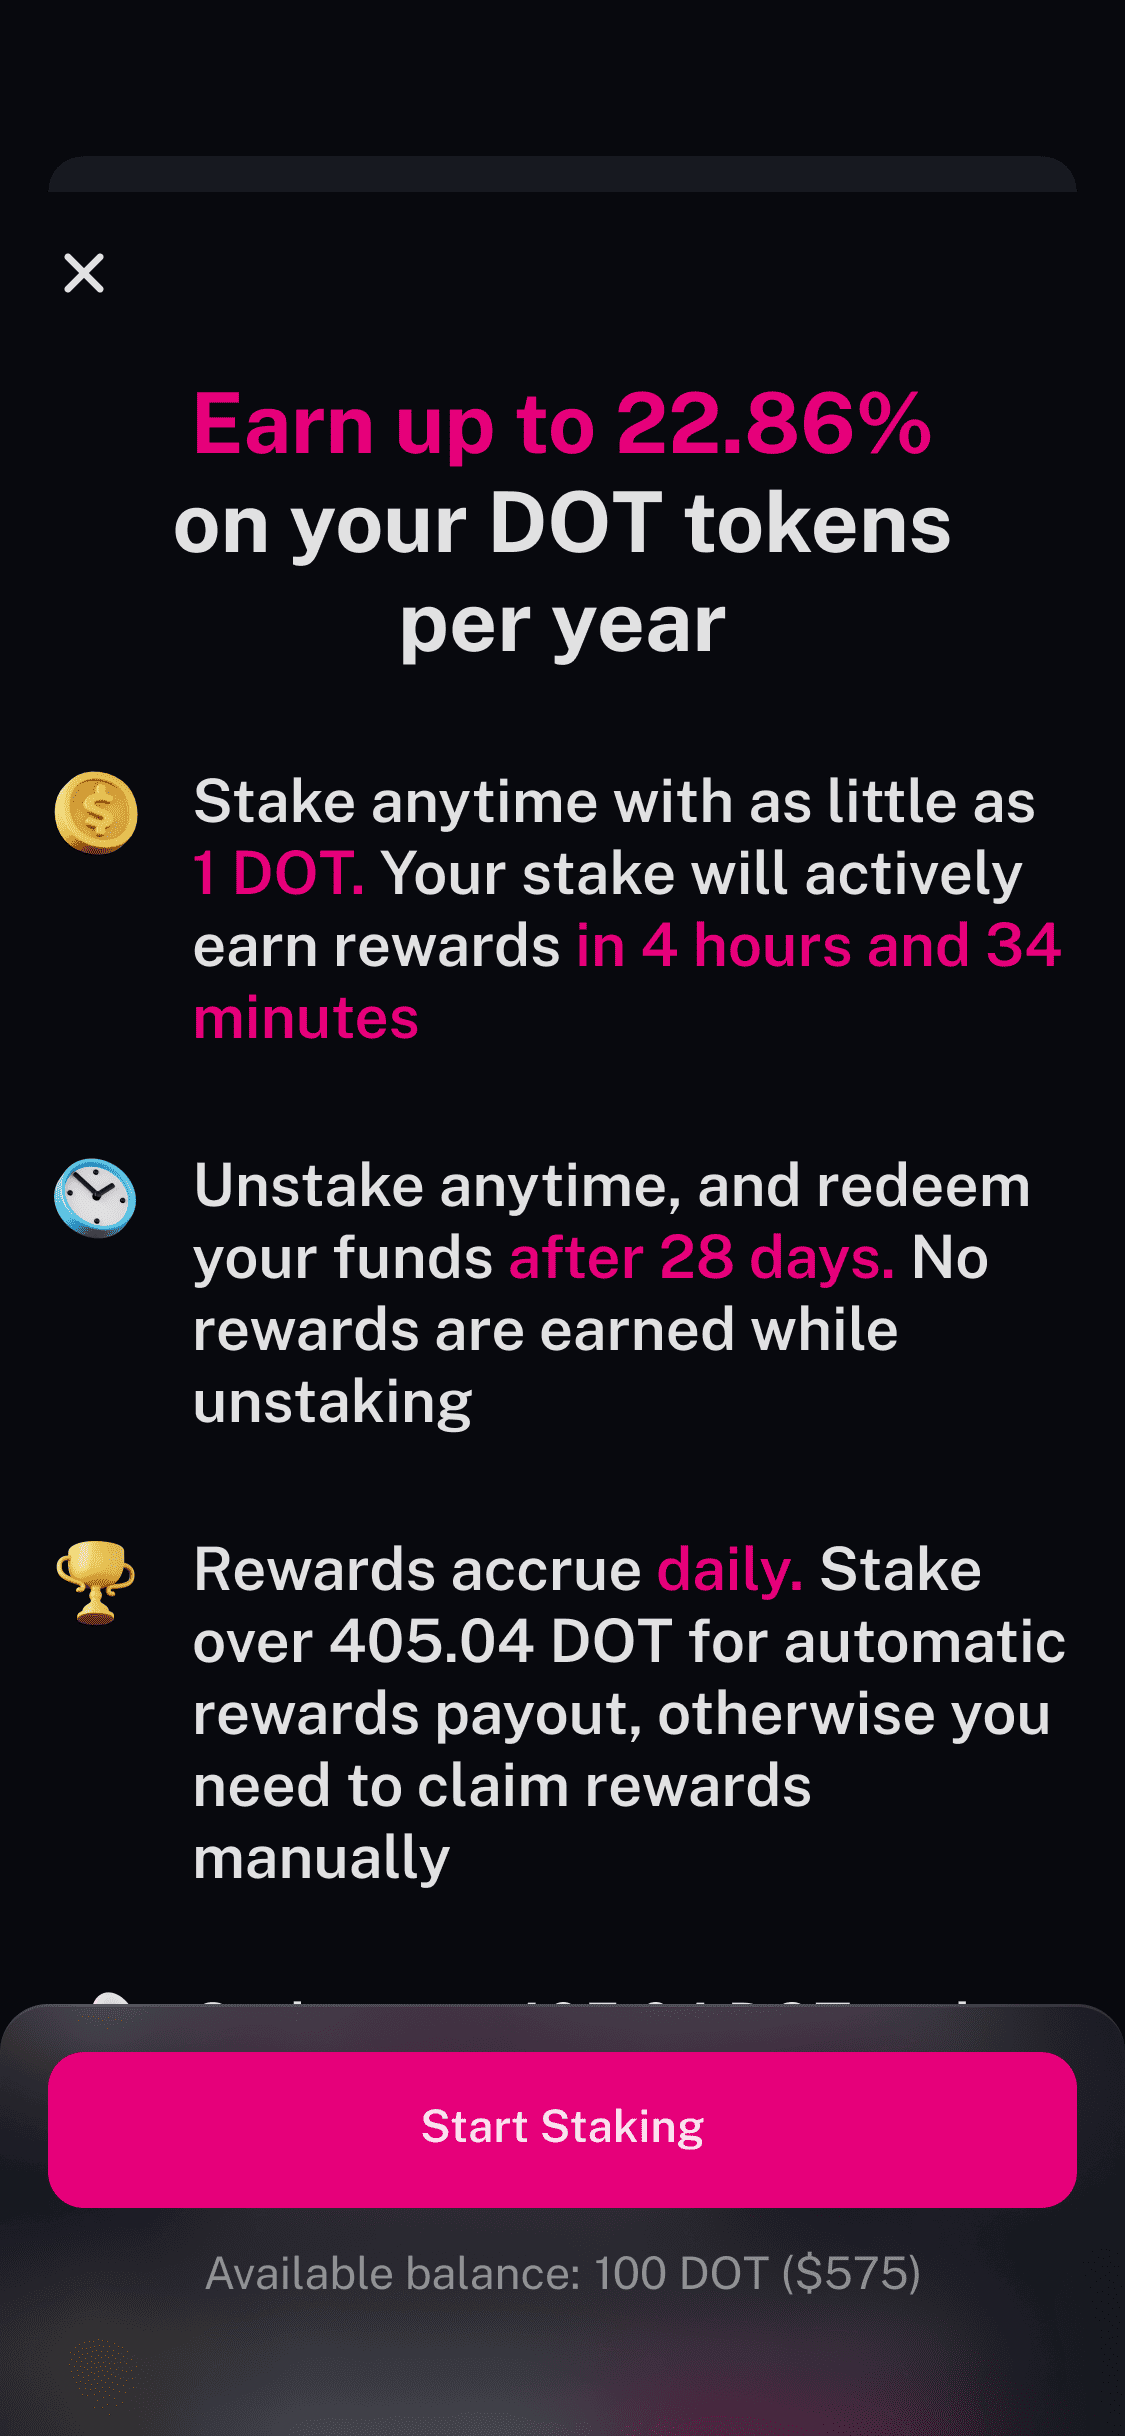 Earn up to 22.86%
on your DOT tokens
per year
Stake anytime with as little as
1 DOT. Your stake will actively
earn rewards in 4 hours and 34
minutes
Unstake anytime, and redeem
your funds after 28 days. No
rewards are earned while
unstaking
Rewards accrue daily. Stake
over 405.04 DOT for automatic
rewards payout, otherwise you
need to claim rewards
manually
Start Staking
Available balance: 100 DOT ($575)